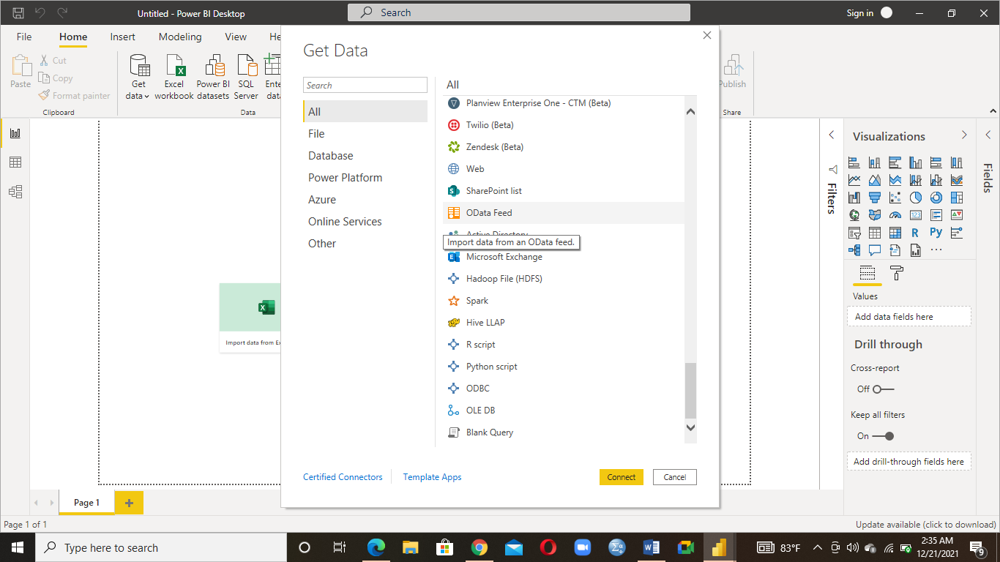 Untitled - Power BI Desktop
Search
Sign in
File
Home
Insert
Modeling
View
He
Paste
Cut
Copy
Format painter
Clipboard
Get data
Excel workbook
Power BI datasets
SQL Server
Ente
dat
Data
Publish
Share
Get Data
Search
All
File
Database
Power Platform
Azure
Online Services
Other
All
Planview Enterprise One - CTM (Beta)
Twilio (Beta)
Zendesk (Beta)
Web
SharePoint list
OData Feed
Active Directory
Import data from an OData feed.
Microsoft Exchange
Hadoop File (HDFS)
Spark
Hive LLAP
R script
Python script
ODBC
OLE DB
Blank Query
Certified Connectors
Template Apps
Connect
Cancel
Import data from Ex
Filters
Visualizations
R
Py
123
Values
Add data fields here
Drill through
Cross-report
Off
Keep all filters
On
Add drill-through fields here
Fields
Page 1
Page 1 of 1
Update available (click to download)
Type here to search
83°F
2:35 AM
12/21/2021
9